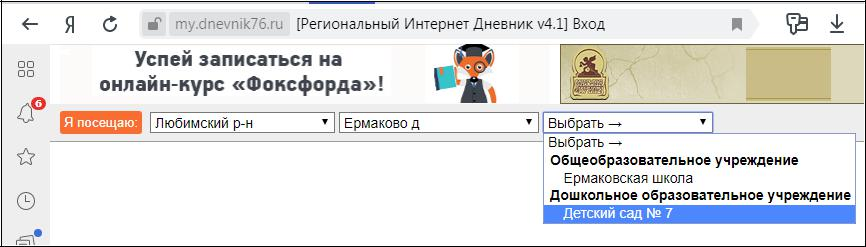 my.dnevnik76.ru [Региональный Интернет Дневник v4.1] Вход
Успей записаться на
онлайн-курс «Фоксфорда»!
6
Я посещаю: Любимский р-н Ермаково д Выбрать →
Выбрать →
Общеобразовательное учреждение
Ермаковская школа
Дошкольное образовательное учреждение
Детский сад № 7